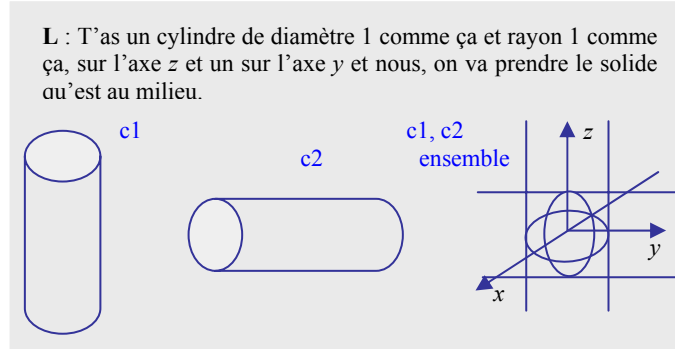 L : T'as un cylindre de diamètre 1 comme ça et rayon 1 comme
ça, sur l'axe z et un sur l'axe y et nous, on va prendre le solide
qu'est au milieu.
c1
c2
c1, c2
ensemble
z
y
x